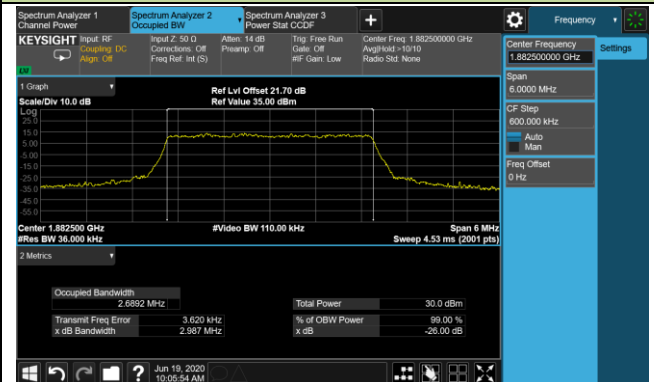 Spectrum Analyzer 1
Channel Power
Spectrum Analyzer 2
Occupied BW
Spectrum Analyzer 3
Power Stat CCDF
Frequency
KEYSIGHT
Input: RF
Coupling: DC
Align: Off
Input Z: 50 Ω
Corrections: Off
Freq Ref: Int (S)
Atten: 14 dB
Preamp: Off
Trig: Free Run
Gate: Off
#IF Gain: Low
Center Freq: 1.882500000 GHz
Avg|Hold:>10/10
Radio Std: None
Center Frequency
1.882500000 GHz
Settings
Span
6.0000 MHz
CF Step
600.000 kHz
Auto
Man
Freq Offset
0 Hz
1 Graph
Scale/Div 10.0 dB
Ref Lvl Offset 21.70 dB
Ref Value 35.00 dBm
Log
25.0
15.0
5.00
-5.00
-15.0
-25.0
-35.0
-45.0
-55.0
Center 1.882500 GHz
#Res BW 36.000 kHz
#Video BW 110.00 kHz
Span 6 MHz
Sweep 4.53 ms (2001 pts)
2 Metrics
Occupied Bandwidth
2.6892 MHz
Total Power 30.0 dBm
Transmit Freq Error 3.620 kHz
% of OBW Power 99.00 %
x dB Bandwidth 2.987 MHz
x dB -26.00 dB
Jun 19, 2020
10:05:54 AM